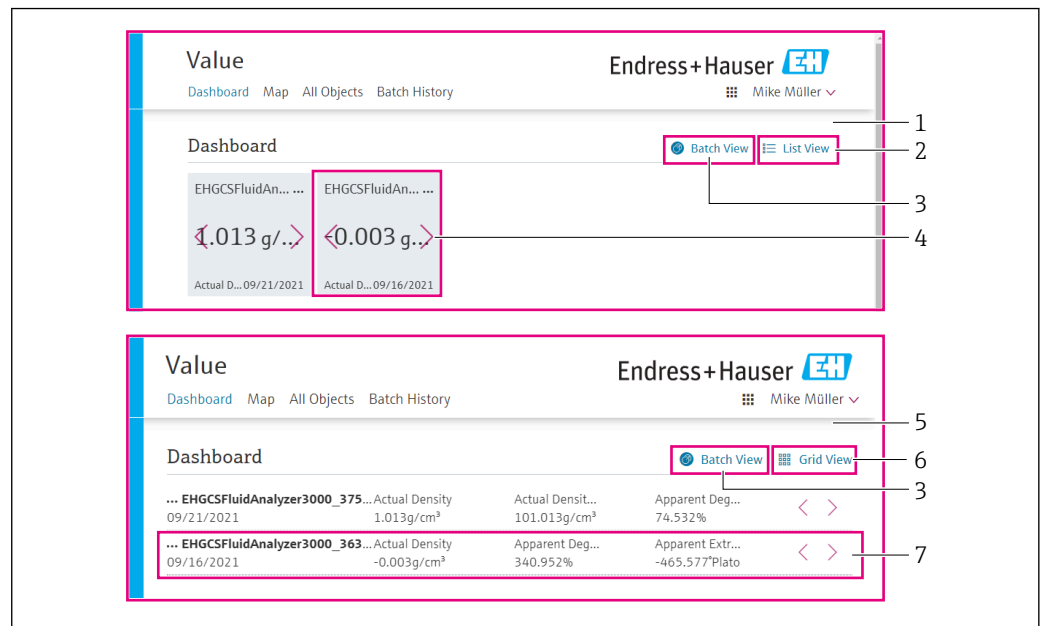 Value
Endress+Hauser EH
Dashboard Map All Objects Batch History
Mike Müller
1
Dashboard
Batch View
List View
2
EHGCSFluidAn... ...
EHGCSFluidAn... ...
3
1.013 g/...
-0.003 g...
4
Actual D... 09/21/2021
Actual D... 09/16/2021
Value
Endress+Hauser EH
Dashboard Map All Objects Batch History
Mike Müller
5
Dashboard
Batch View
Grid View
6
3
... EHGCSFluidAnalyzer3000_375... Actual Density Actual Densit... Apparent Deg...
09/21/2021 1.013g/cm³ 101.013g/cm³ 74.532%
... EHGCSFluidAnalyzer3000_363... Actual Density Apparent Deg... Apparent Extr...
7
09/16/2021 -0.003g/cm³ 340.952% -465.577°Plato